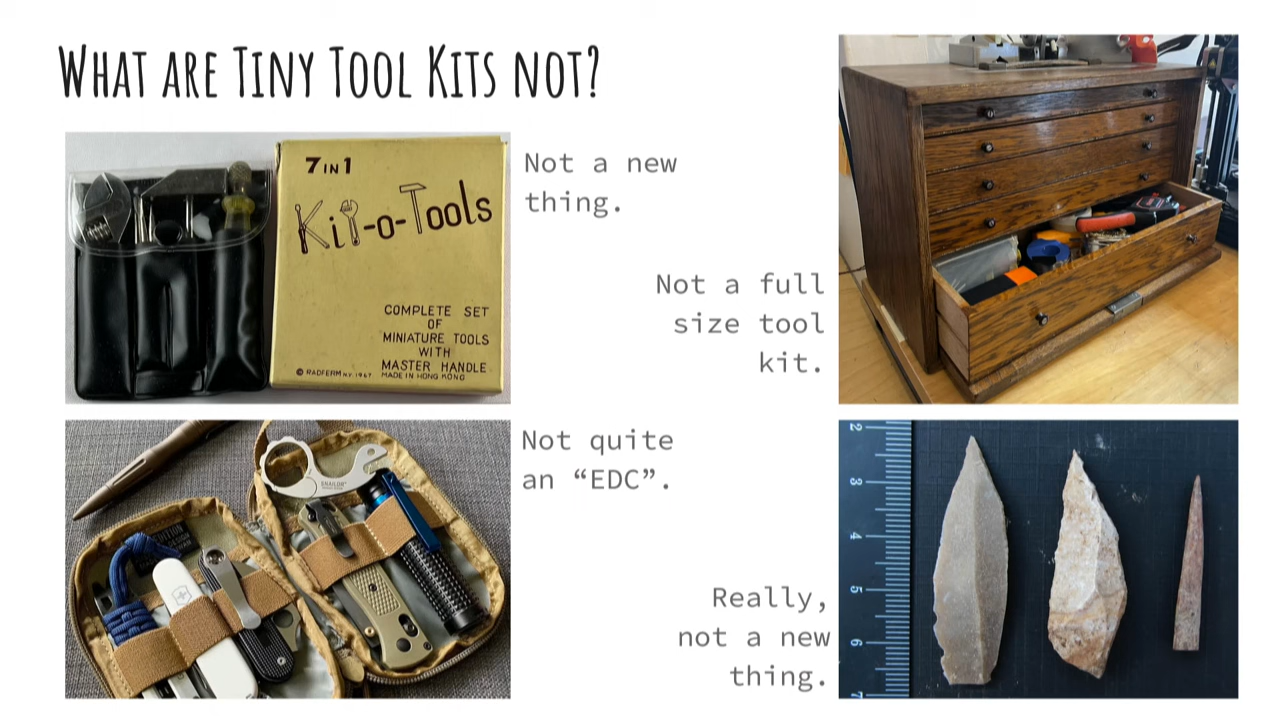 What are Tiny Tool Kits not?
7 IN 1
Kit-o-Tools
COMPLETE SET
OF
MINIATURE TOOLS
WITH
MASTER HANDLE
© RADFERM N.Y. 1967. MADE IN HONG KONG
Not a new
thing.
Not a full
size tool
kit.
Not quite
an “EDC”.
Really,
not a new
thing.
2
3
4
5
6
7